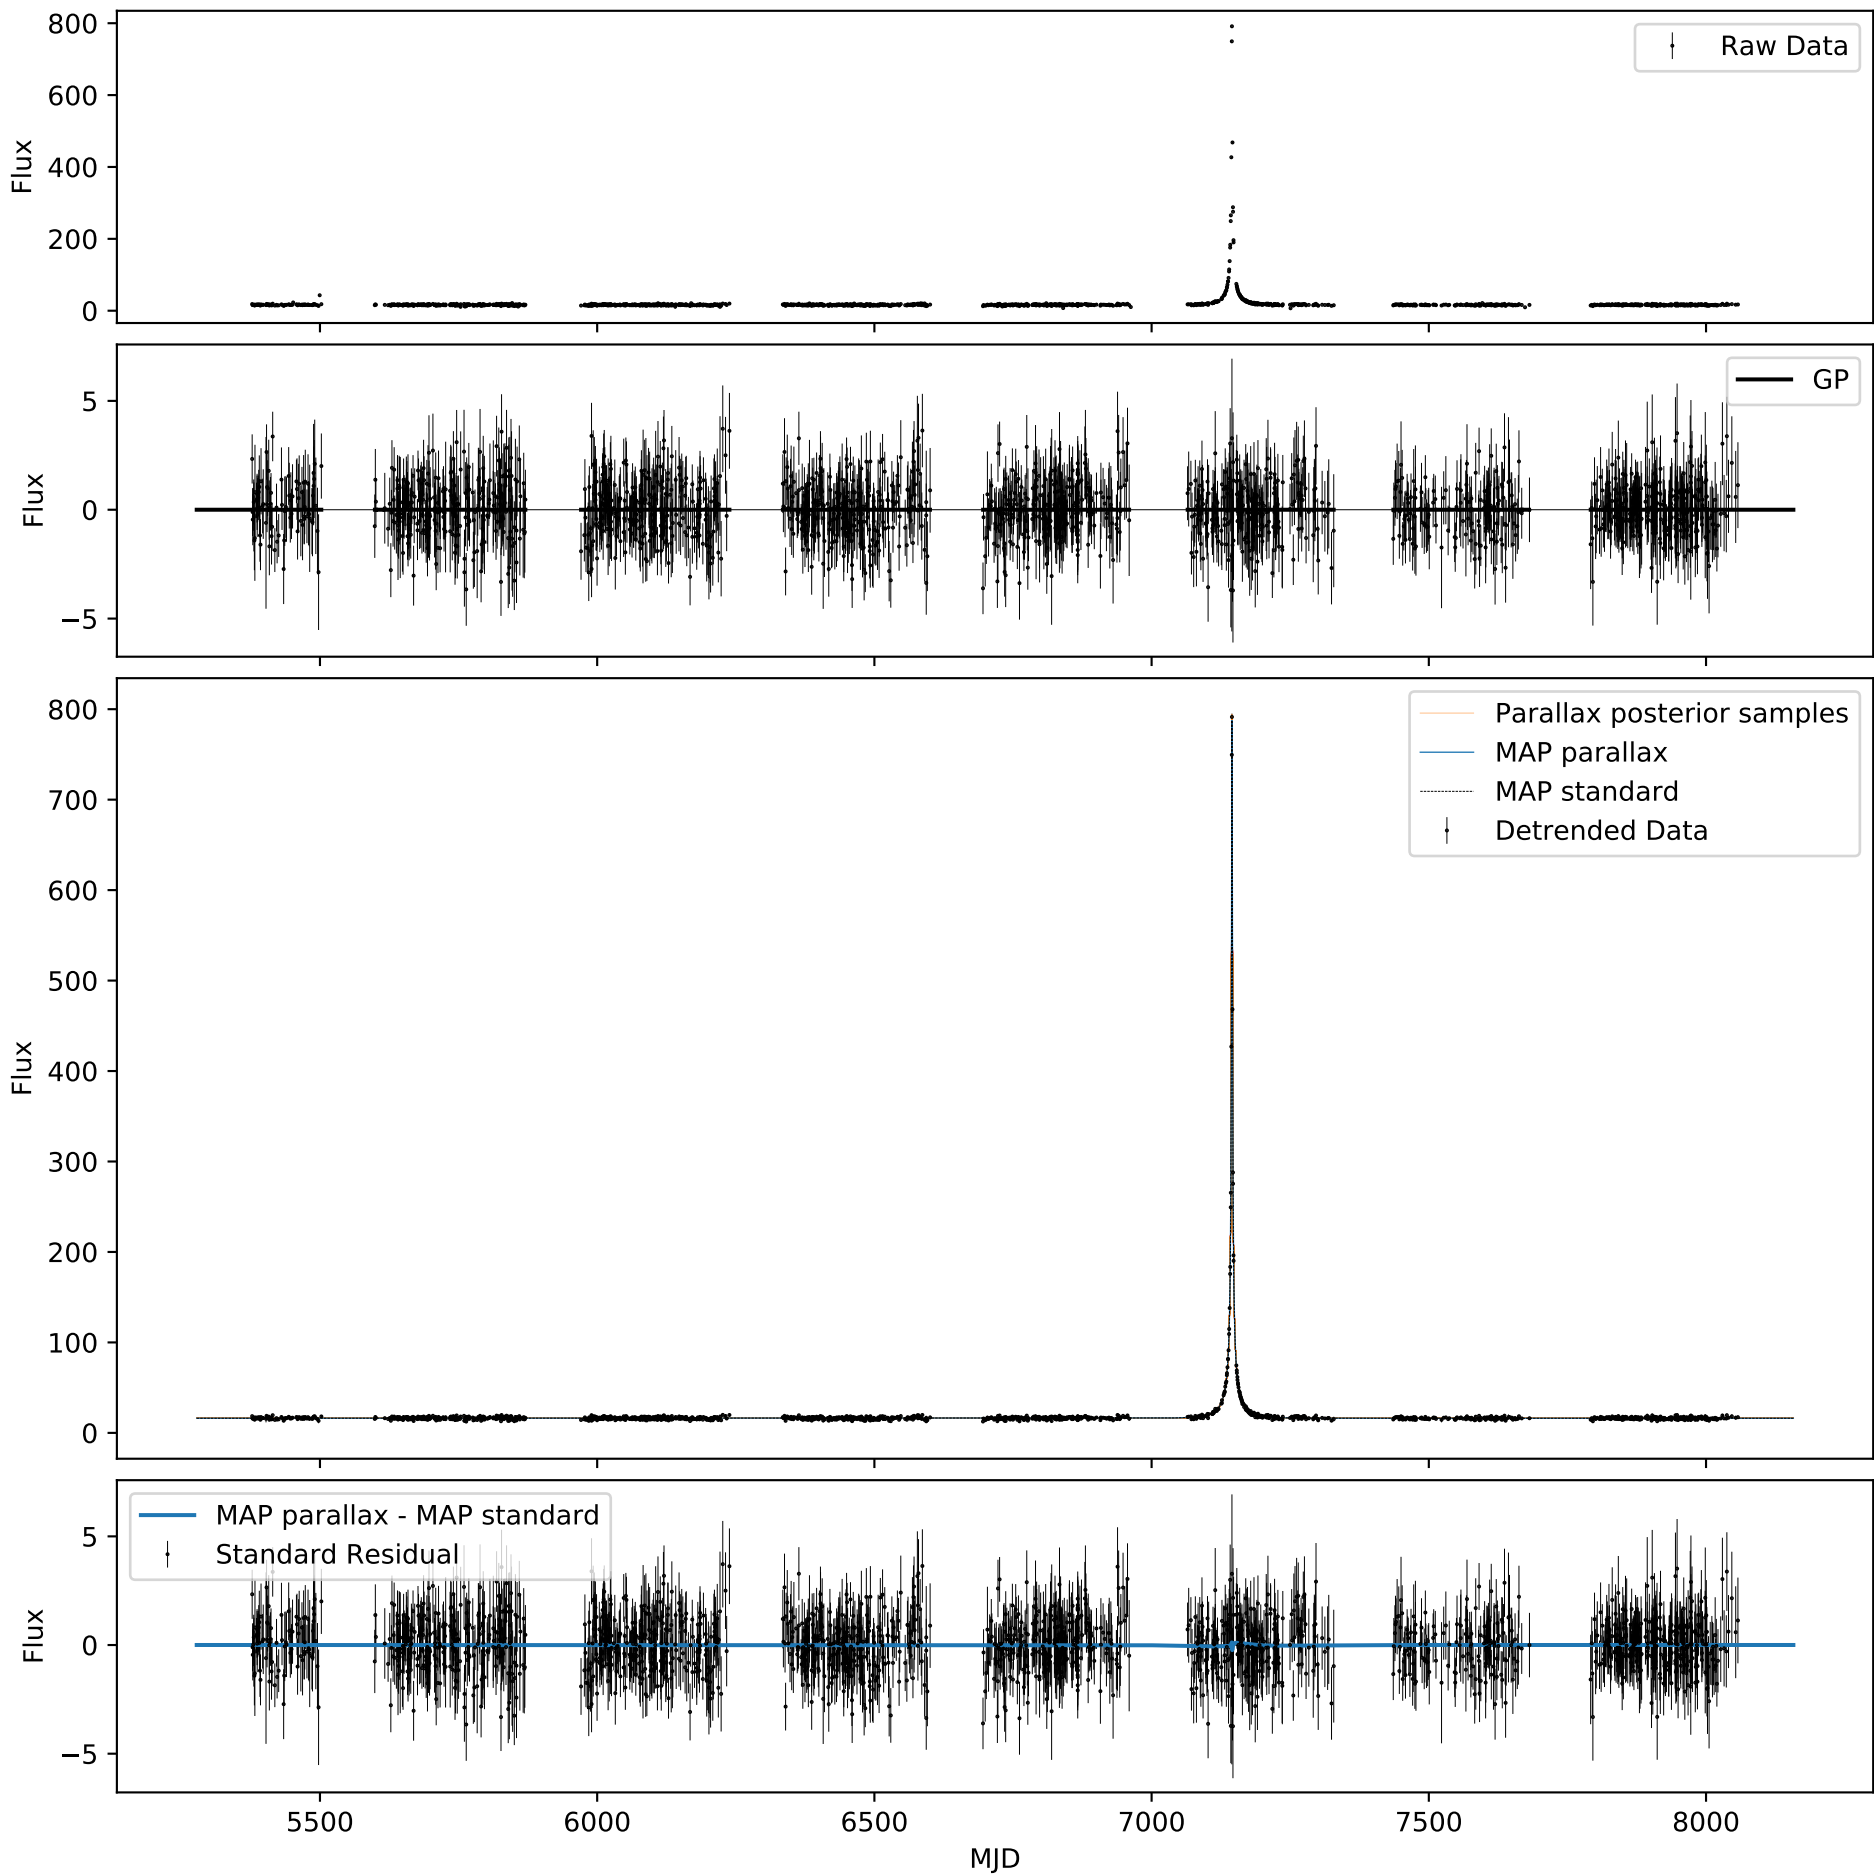 800
600
400
200
0
Flux
Raw Data
5
0
−5
Flux
GP
800
700
600
500
400
300
200
100
0
Flux
Parallax posterior samples
MAP parallax
MAP standard
Detrended Data
5
0
−5
Flux
MAP parallax - MAP standard
Standard Residual
5500 6000 6500 7000 7500 8000
MJD